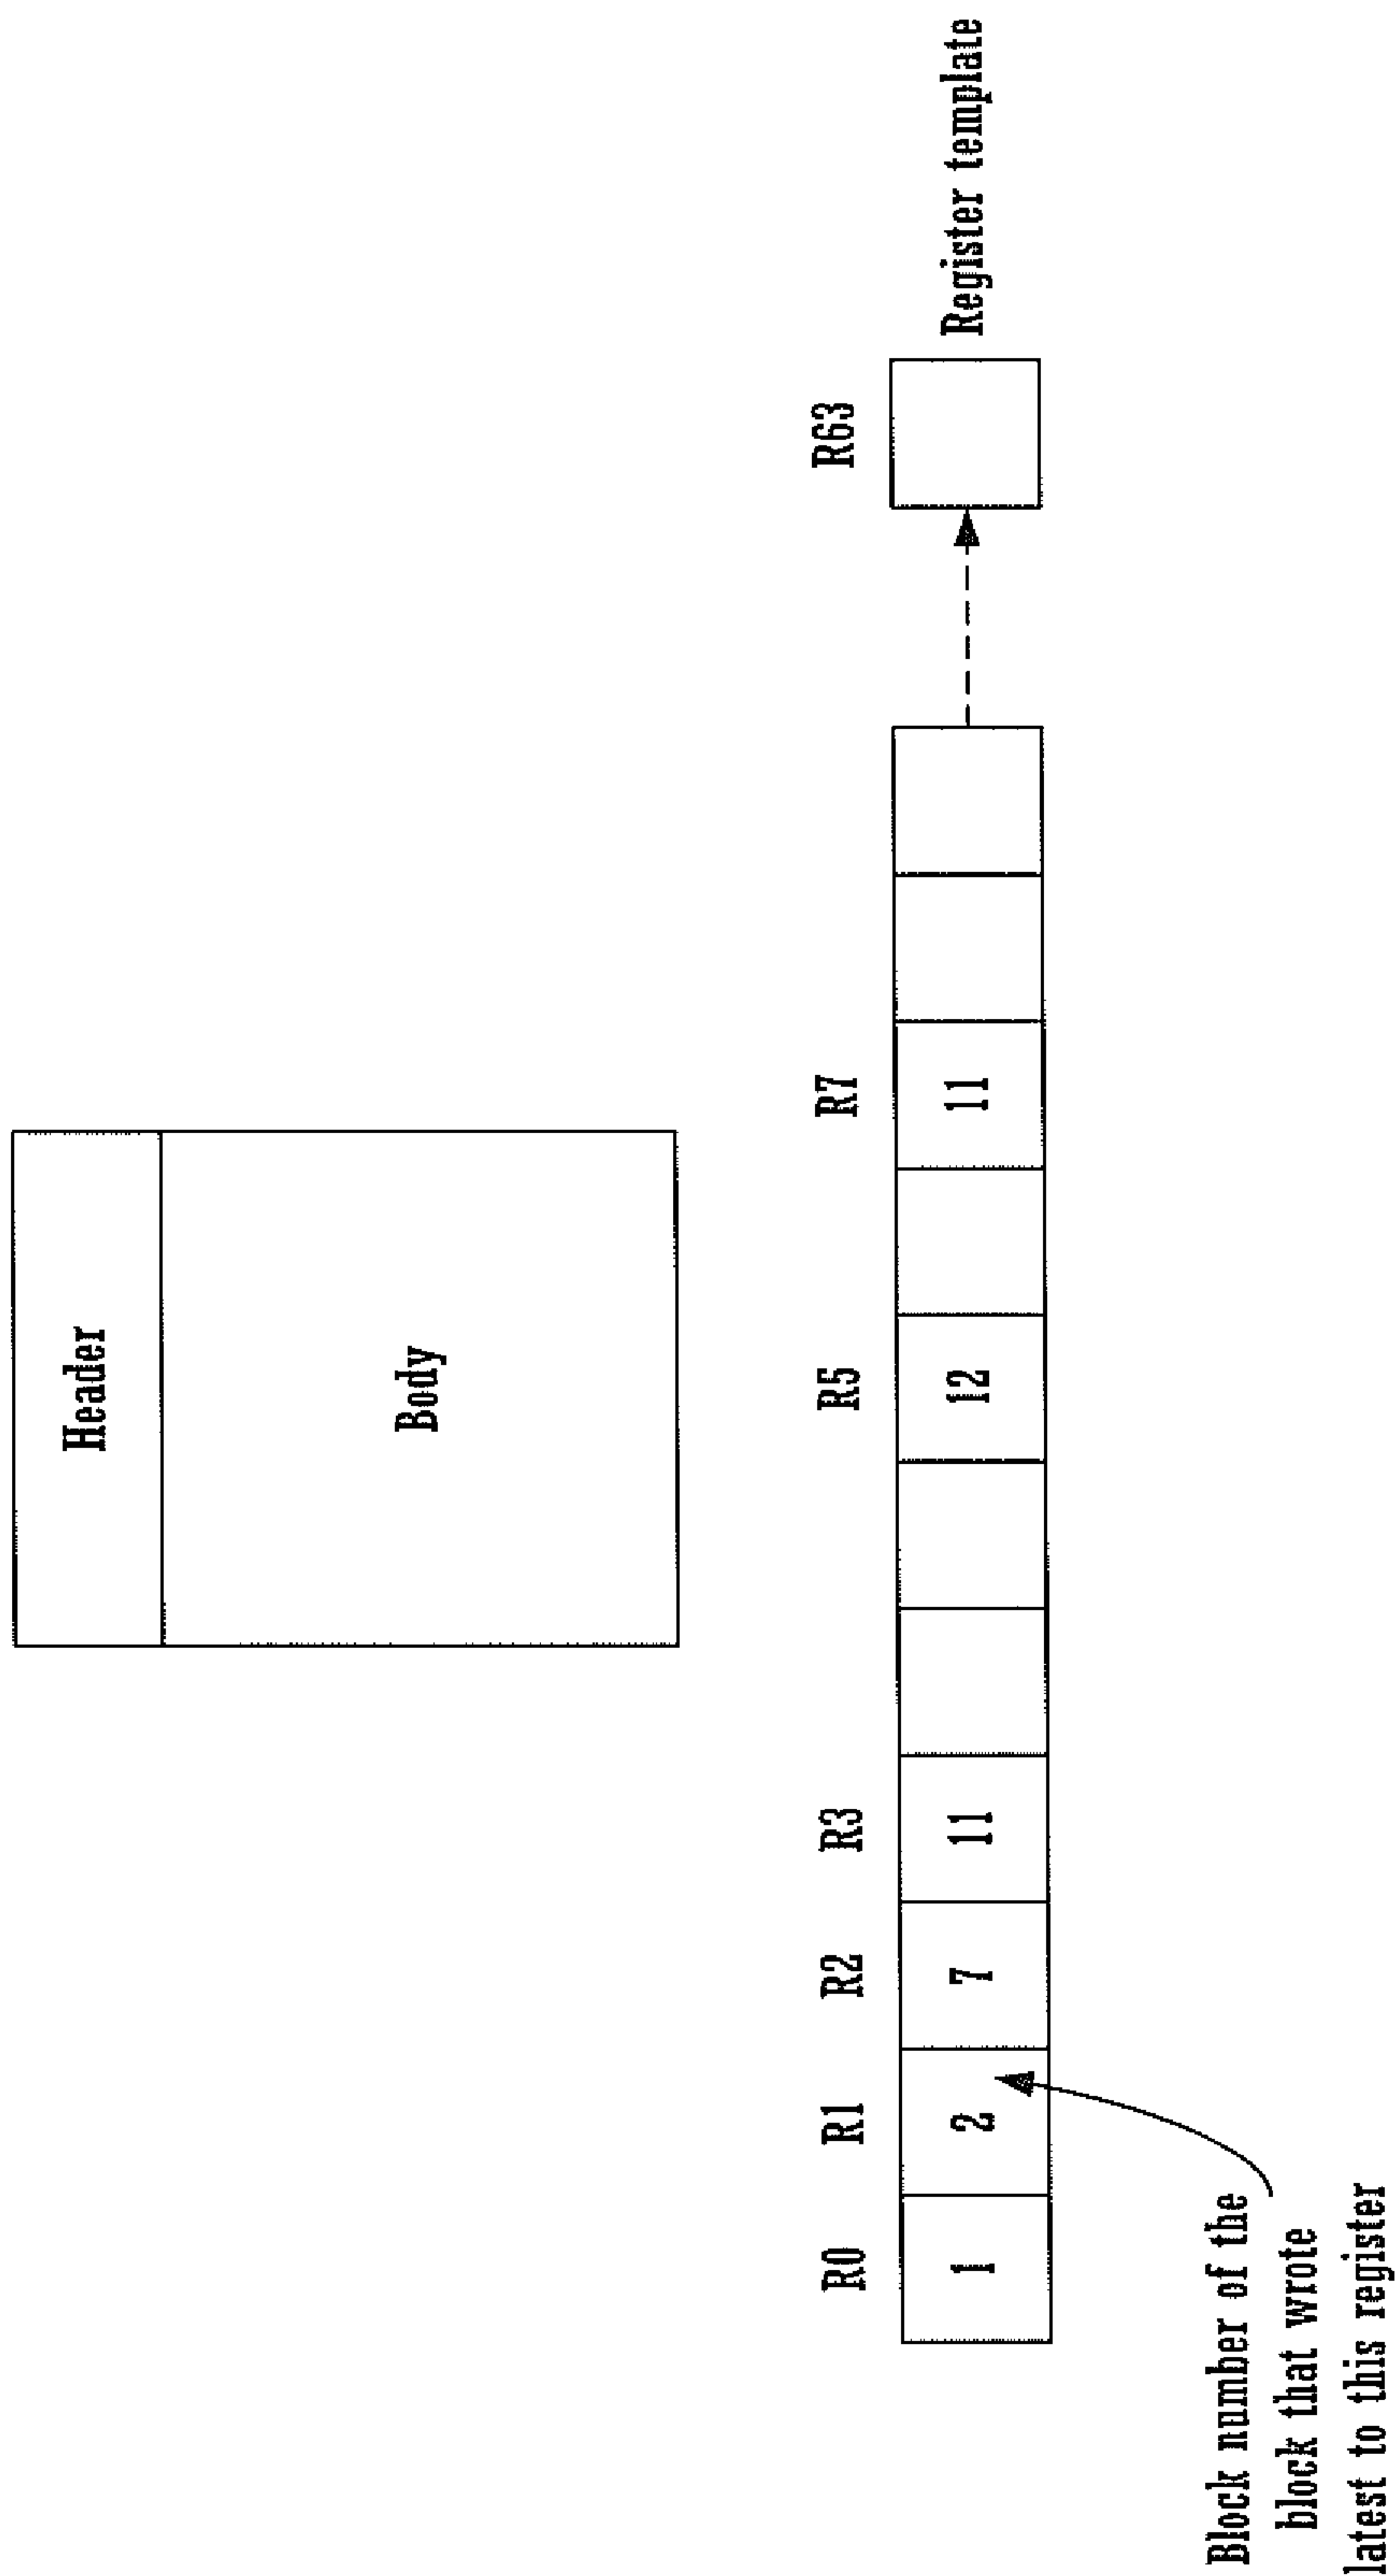 Header
Body
R0 R1 R2 R3 R5 R7 R63
1 2 7 11 12 11 Register template
Block number of the
block that wrote
latest to this register